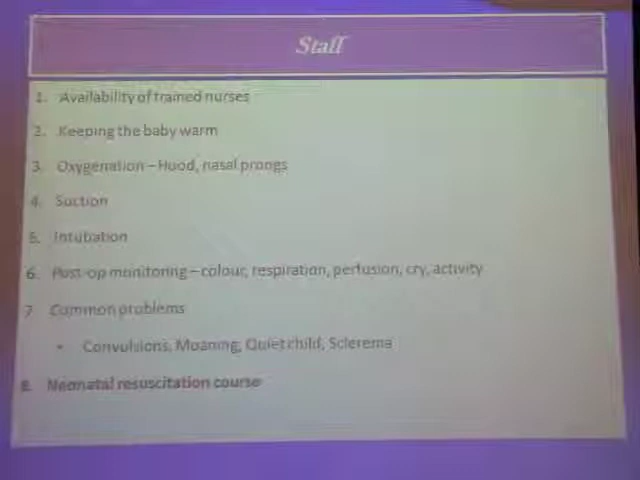 Staff
1. Availability of trained nurses
2. Keeping the baby warm
3. Oxygenation – Hood, nasal prongs
4. Suction
5. Intubation
6. Post-op monitoring – colour, respiration, perfusion, cry, activity
7. Common problems
• Convulsions, Moaning, Quiet child, Sclerema
8. Neonatal resuscitation course